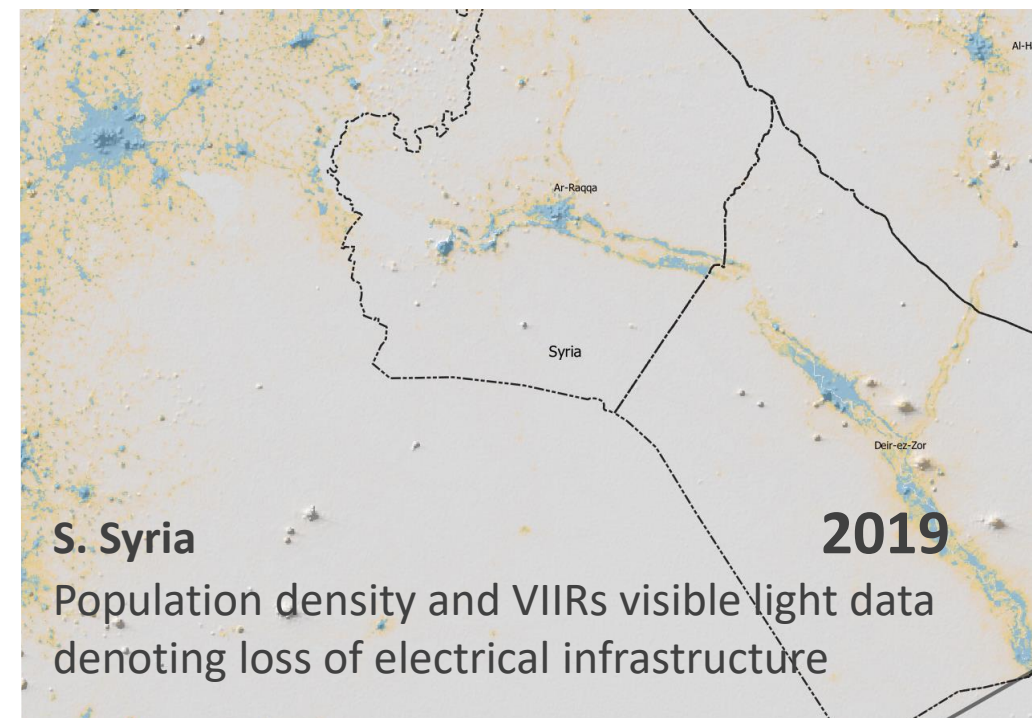 Al-H
Ar-Raqqa
Syria
Deir-ez-Zor
S. Syria
2019
Population density and VIIRs visible light data
denoting loss of electrical infrastructure